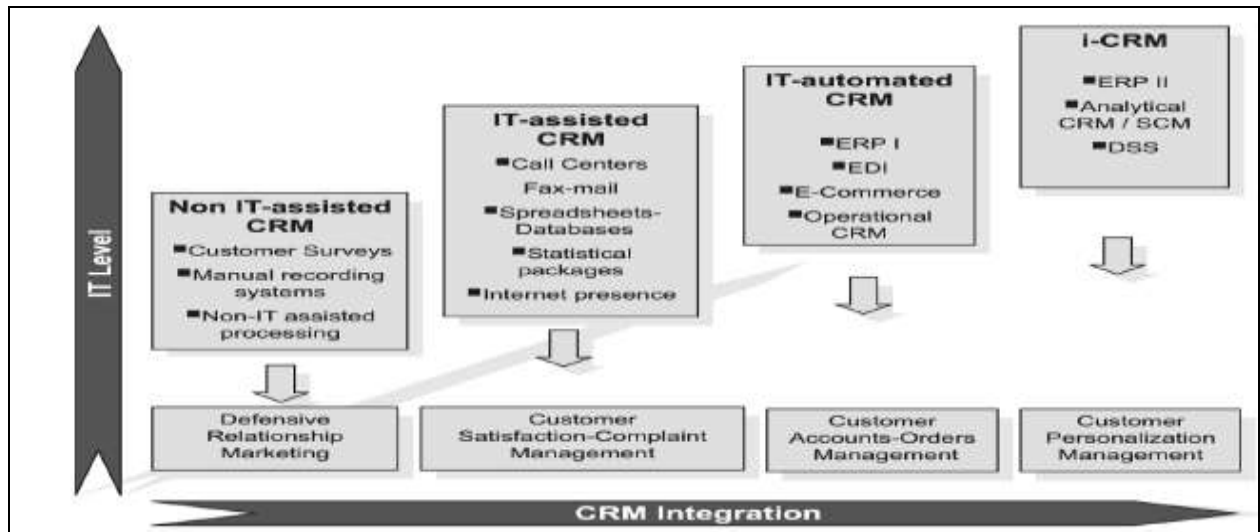 IT Level
Non IT-assisted
CRM
■Customer Surveys
■Manual recording
systems
■Non-IT assisted
processing
Defensive
Relationship
Marketing
IT-assisted
CRM
■Call Centers
Fax-mail
■Spreadsheets-
Databases
■Statistical
packages
■Internet presence
Customer
Satisfaction-Complaint
Management
IT-automated
CRM
■ERP I
■EDI
■E-Commerce
■Operational
CRM
Customer
Accounts-Orders
Management
i-CRM
■ERP II
■Analytical
CRM / SCM
■DSS
Customer
Personalization
Management
CRM Integration